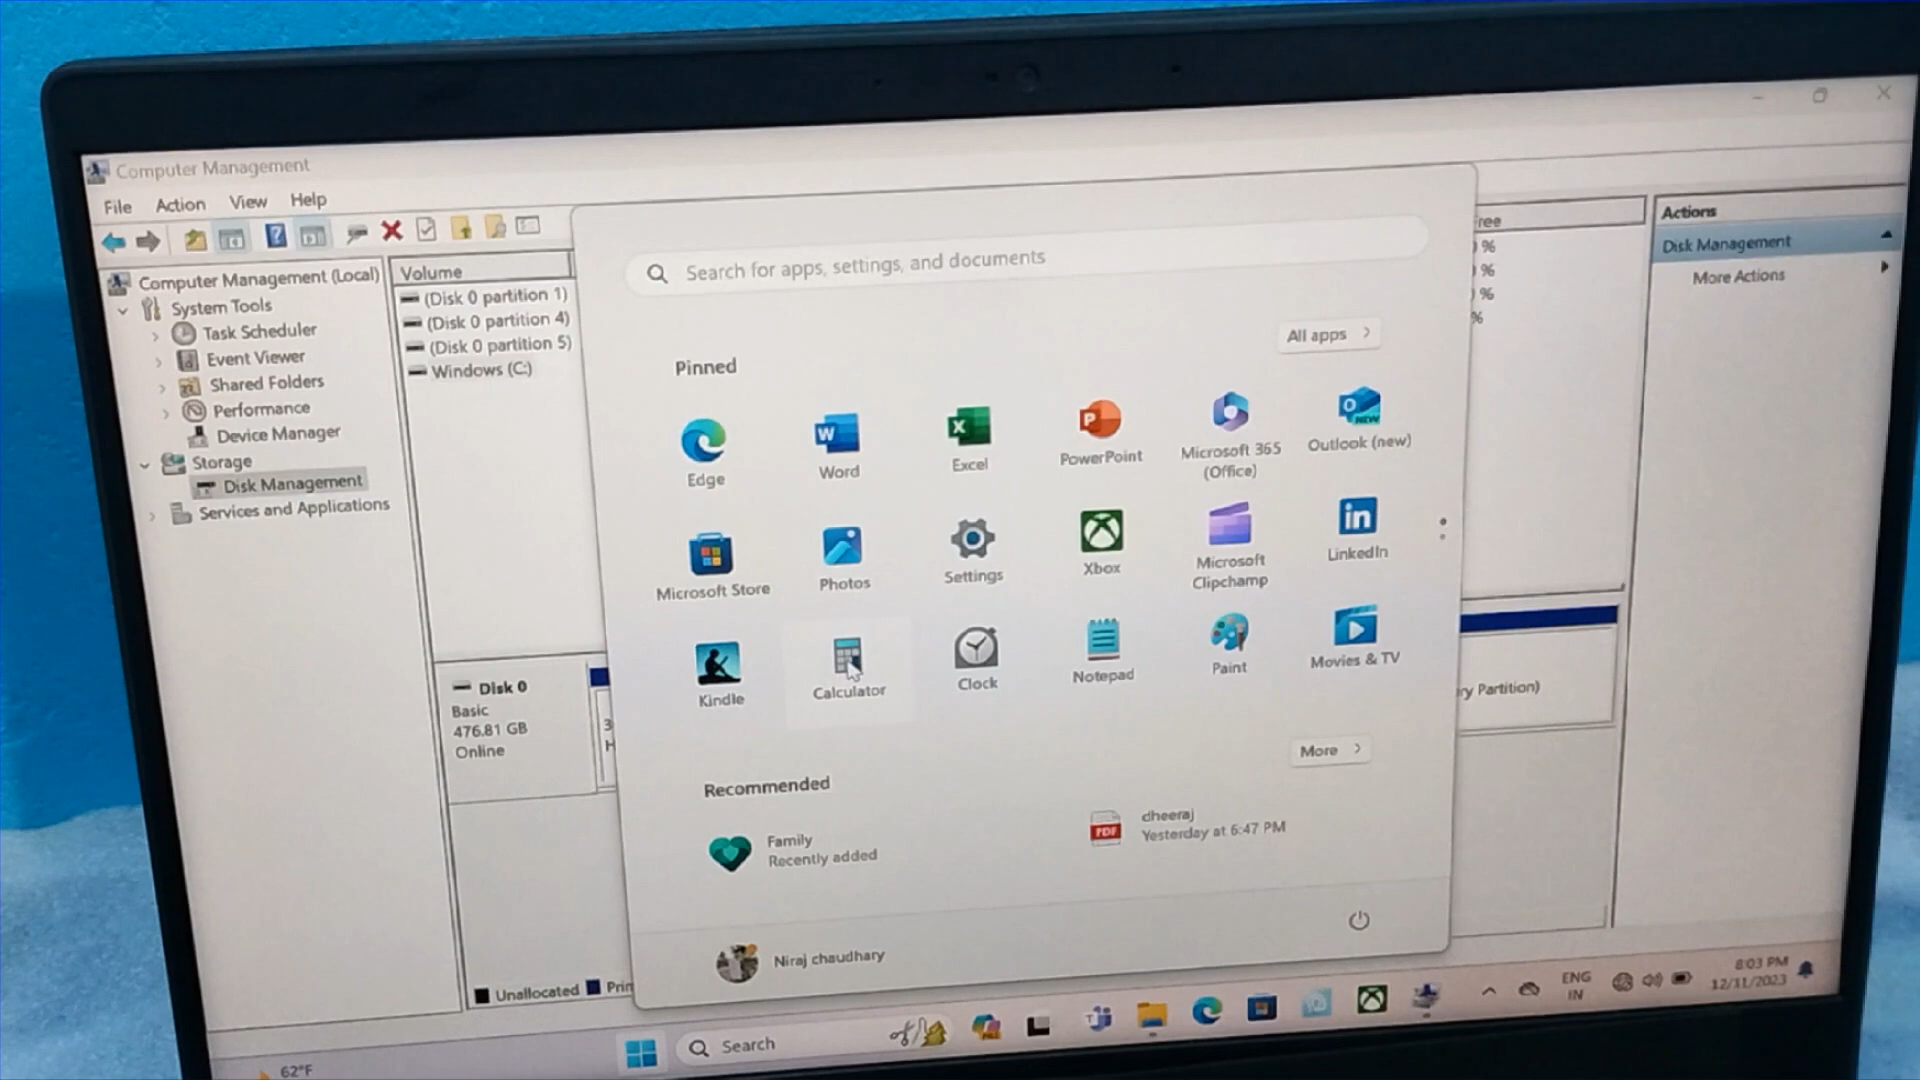 Computer Management
File Action View Help
Computer Management (Local)
System Tools
Task Scheduler
Event Viewer
Shared Folders
Performance
Device Manager
Storage
Disk Management
Services and Applications
Volume
(Disk 0 partition 1)
(Disk 0 partition 4)
(Disk 0 partition 5)
Windows (C:)
Disk 0
Basic
476.81 GB
Online
Unallocated
Search for apps, settings, and documents
Pinned
All apps
Edge
Word
Excel
PowerPoint
Microsoft 365
(Office)
Outlook (new)
Microsoft Store
Photos
Settings
Xbox
Microsoft
Clipchamp
LinkedIn
Kindle
Calculator
Clock
Notepad
Paint
Movies & TV
More
Recommended
Family
Recently added
PDF
dheeraj
Yesterday at 6:47 PM
Niraj chaudhary
%
%
%
%
Partition)
Actions
Disk Management
More Actions
62°F
Search
ENG
IN
8:03 PM
12/11/2023